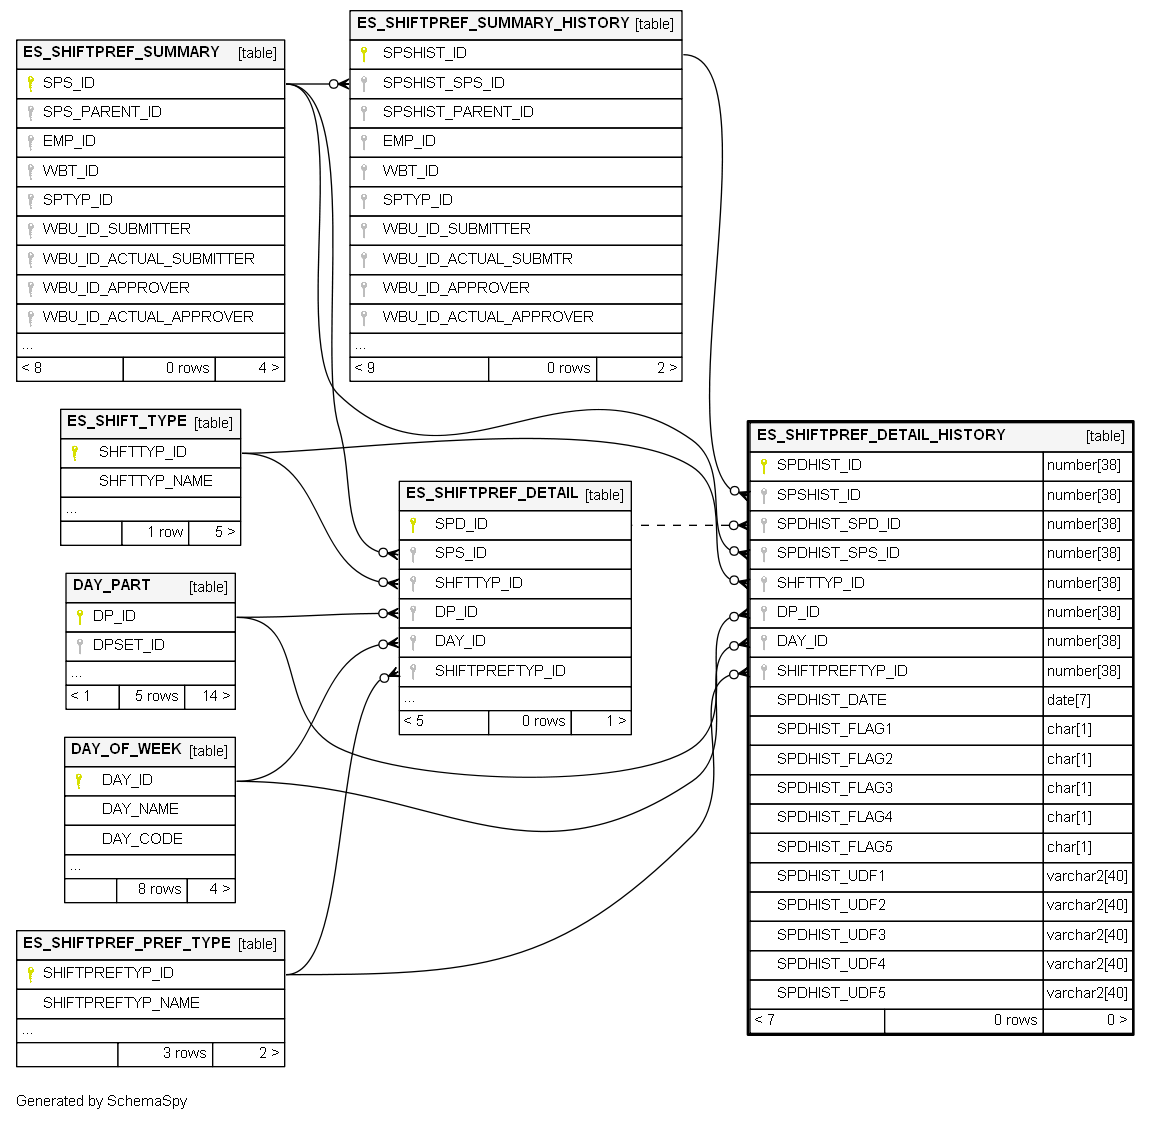 ES_SHIFTPREF_SUMMARY [table]
SPS_ID
SPS_PARENT_ID
EMP_ID
WBT_ID
SPTYP_ID
WBU_ID_SUBMITTER
WBU_ID_ACTUAL_SUBMITTER
WBU_ID_APPROVER
WBU_ID_ACTUAL_APPROVER
...
< 8 0 rows 4 >
ES_SHIFTPREF_SUMMARY_HISTORY [table]
SPSHIST_ID
SPSHIST_SPS_ID
SPSHIST_PARENT_ID
EMP_ID
WBT_ID
SPTYP_ID
WBU_ID_SUBMITTER
WBU_ID_ACTUAL_SUBMTR
WBU_ID_APPROVER
WBU_ID_ACTUAL_APPROVER
...
< 9 0 rows 2 >
ES_SHIFT_TYPE [table]
SHFTTYP_ID
SHFTTYP_NAME
...
1 row 5 >
DAY_PART [table]
DP_ID
DPSET_ID
...
< 1 5 rows 14 >
DAY_OF_WEEK [table]
DAY_ID
DAY_NAME
DAY_CODE
...
8 rows 4 >
ES_SHIFTPREF_PREF_TYPE [table]
SHIFTPREFTYP_ID
SHIFTPREFTYP_NAME
...
3 rows 2 >
ES_SHIFTPREF_DETAIL [table]
SPD_ID
SPS_ID
SHFTTYP_ID
DP_ID
DAY_ID
SHIFTPREFTYP_ID
...
< 5 0 rows 1 >
ES_SHIFTPREF_DETAIL_HISTORY [table]
SPDHIST_ID number[38]
SPSHIST_ID number[38]
SPDHIST_SPD_ID number[38]
SPDHIST_SPS_ID number[38]
SHFTTYP_ID number[38]
DP_ID number[38]
DAY_ID number[38]
SHIFTPREFTYP_ID number[38]
SPDHIST_DATE date[7]
SPDHIST_FLAG1 char[1]
SPDHIST_FLAG2 char[1]
SPDHIST_FLAG3 char[1]
SPDHIST_FLAG4 char[1]
SPDHIST_FLAG5 char[1]
SPDHIST_UDF1 varchar2[40]
SPDHIST_UDF2 varchar2[40]
SPDHIST_UDF3 varchar2[40]
SPDHIST_UDF4 varchar2[40]
SPDHIST_UDF5 varchar2[40]
< 7 0 rows 0 >
Generated by SchemaSpy